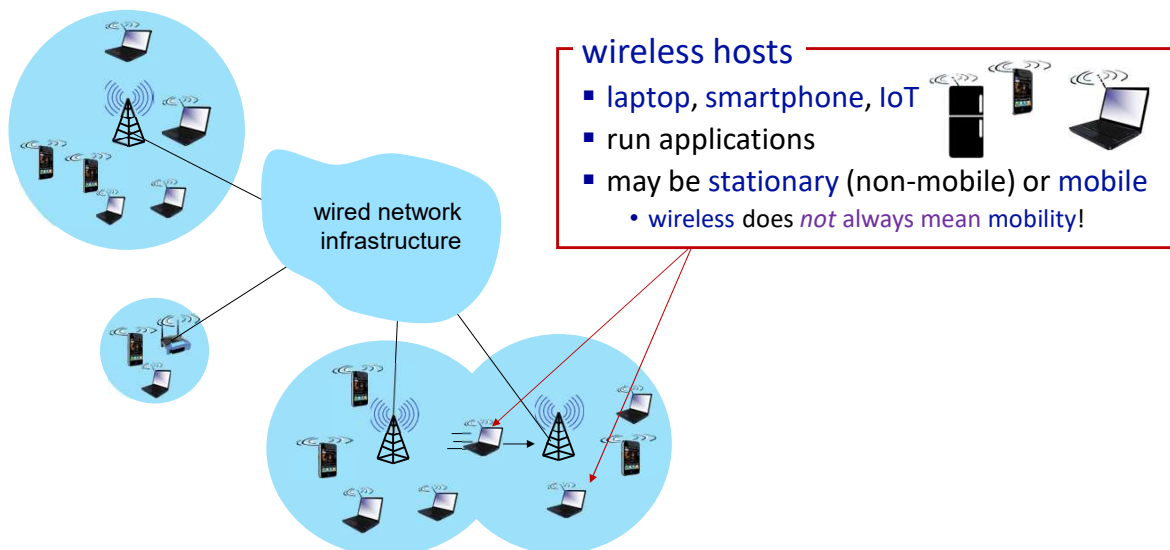 wireless hosts
▪ laptop, smartphone, IoT
▪ run applications
▪ may be stationary (non-mobile) or mobile
• wireless does not always mean mobility!
wired network
infrastructure